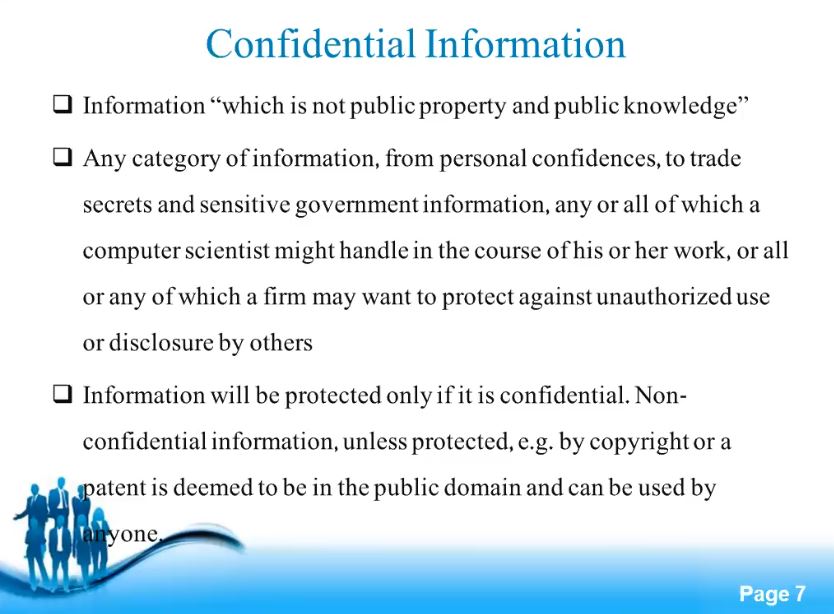 Confidential Information
Information “which is not public property and public knowledge”
Any category of information, from personal confidences, to trade
secrets and sensitive government information, any or all of which a
computer scientist might handle in the course of his or her work, or all
or any of which a firm may want to protect against unauthorized use
or disclosure by others
Information will be protected only if it is confidential. Non-
confidential information, unless protected, e.g. by copyright or a
patent is deemed to be in the public domain and can be used by
anyone.
Page 7